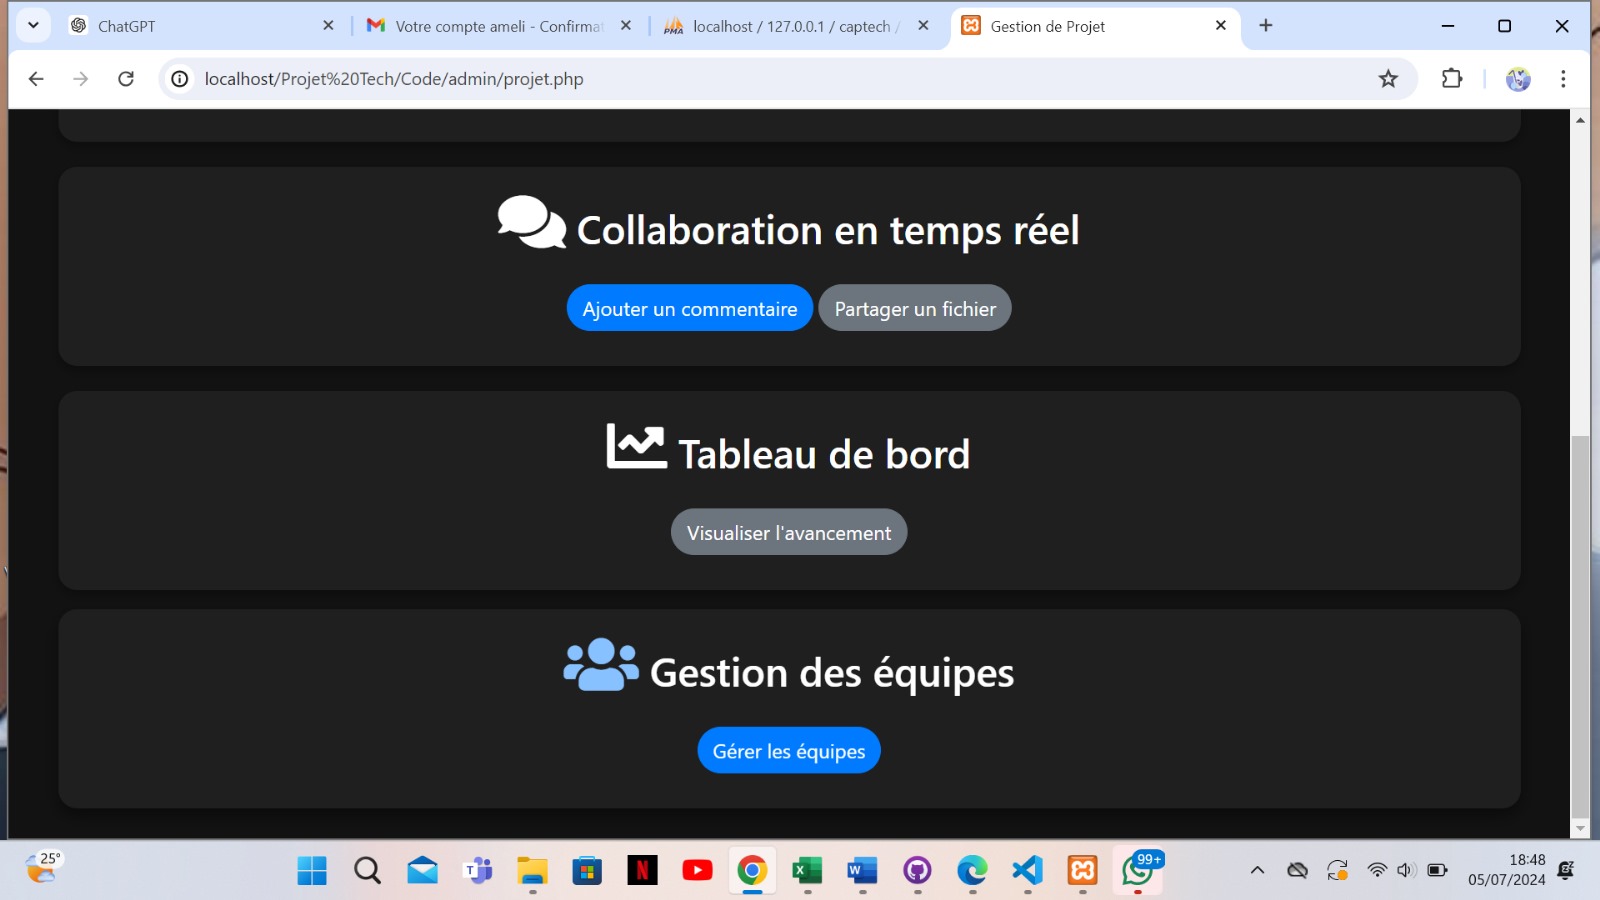 ChatGPT
Votre compte ameli - Confirmat
localhost / 127.0.0.1 / captech /
Gestion de Projet
localhost/Projet%20Tech/Code/admin/projet.php
Collaboration en temps réel
Ajouter un commentaire
Partager un fichier
Tableau de bord
Visualiser l'avancement
Gestion des équipes
Gérer les équipes
25°
99+
18:48
05/07/2024